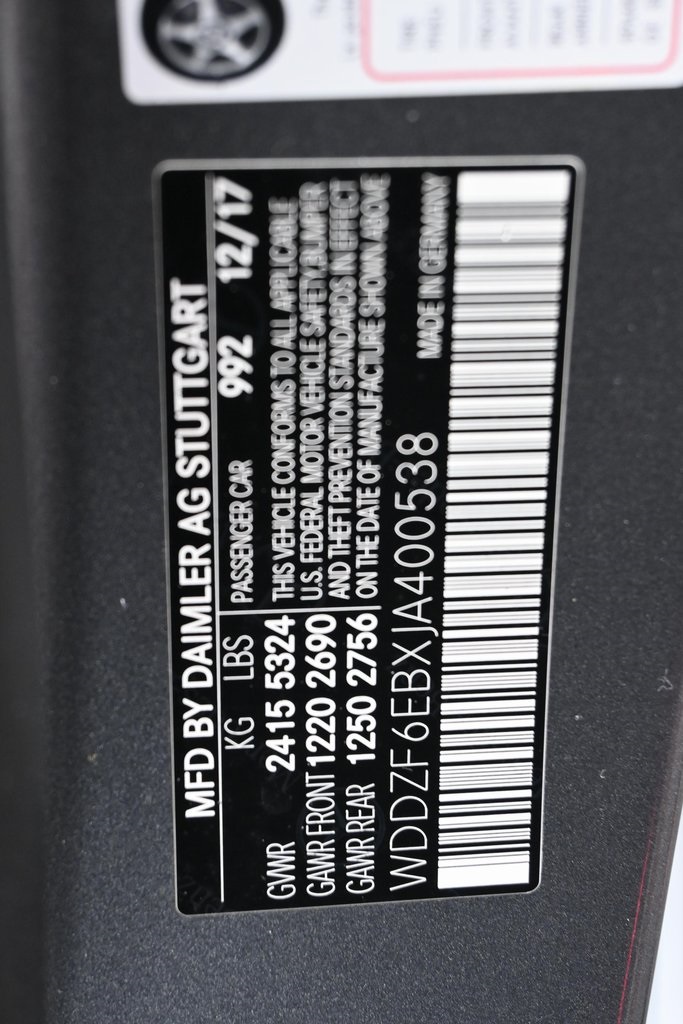 MFD BY DAIMLER AG STUTTGART
KG LBS PASSENGER CAR 992 12/17
GVWR 2415 5324
GAWR FRONT 1220 2690
GAWR REAR 1250 2756
THIS VEHICLE CONFORMS TO ALL APPLICABLE
U.S. FEDERAL MOTOR VEHICLE SAFETY, BUMPER
AND THEFT PREVENTION STANDARDS IN EFFECT
ON THE DATE OF MANUFACTURE SHOWN ABOVE
WDDZF6EBXJA400538 MADE IN GERMANY